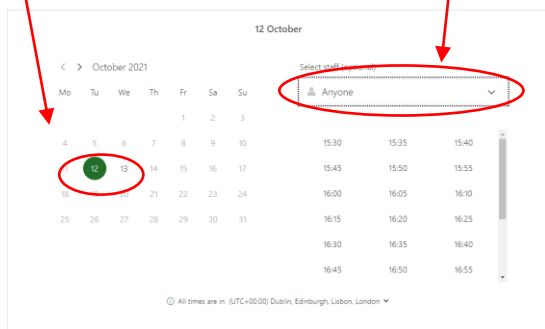 12 October
< > October 2021
Select staff (optional)
Mo Tu We Th Fr Sa Su
Anyone
1 2 3
4 5 6 7 8 9 10
15:30 15:35 15:40
11 12 13 14 15 16 17
15:45 15:50 15:55
18 19 20 21 22 23 24
16:00 16:05 16:10
25 26 27 28 29 30 31
16:15 16:20 16:25
16:30 16:35 16:40
16:45 16:50 16:55
All times are in (UTC+00:00) Dublin, Edinburgh, Lisbon, London